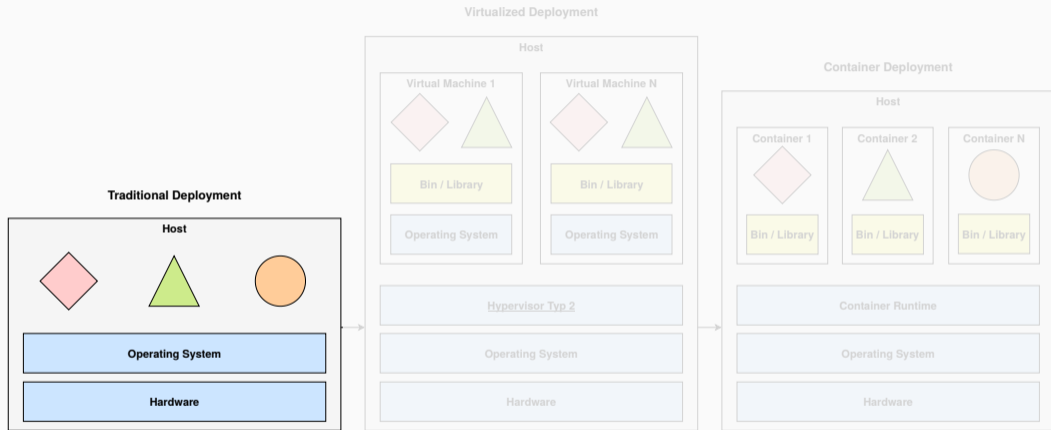 Traditional Deployment
Host
Operating System
Hardware
Virtualized Deployment
Host
Virtual Machine 1
Bin / Library
Operating System
Virtual Machine N
Bin / Library
Operating System
Hypervisor Typ 2
Operating System
Hardware
Container Deployment
Host
Container 1
Bin / Library
Container 2
Bin / Library
Container N
Bin / Library
Container Runtime
Operating System
Hardware